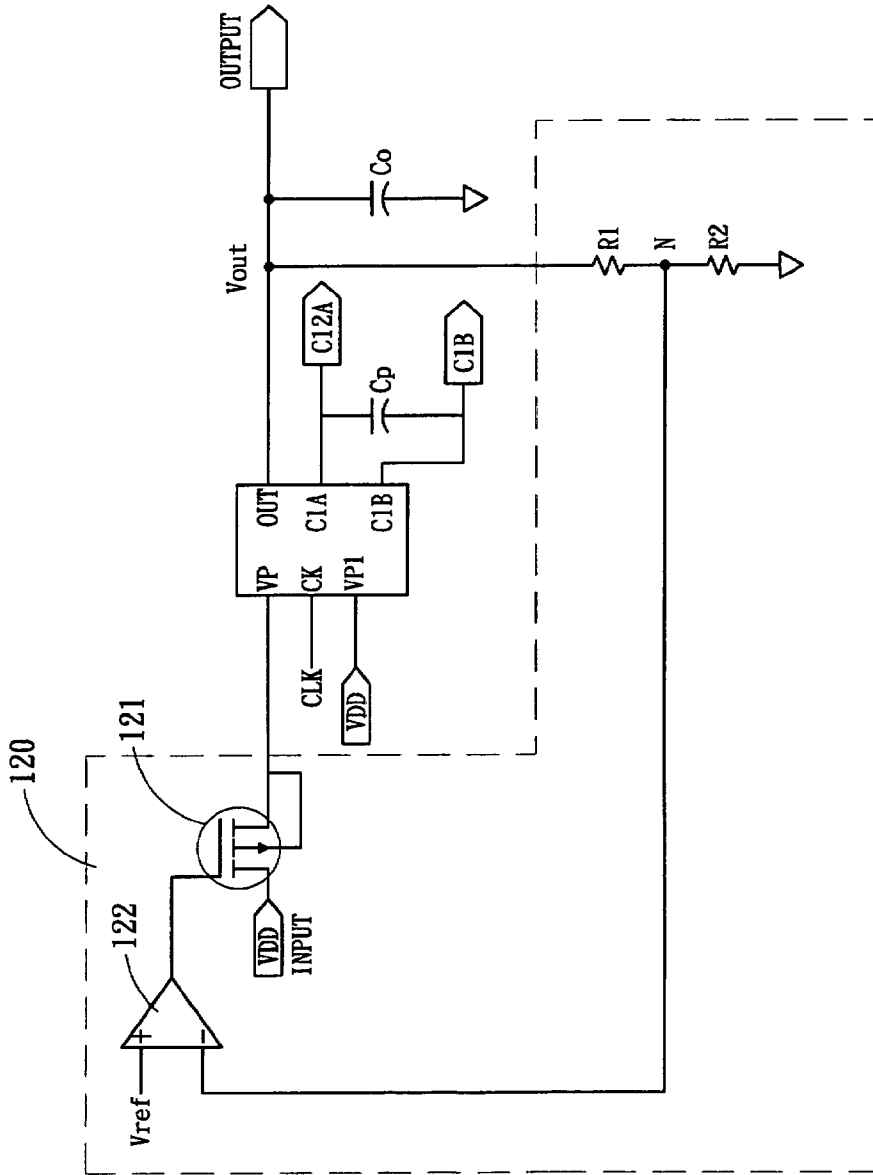 120
122
121
Vref
+
-
VDD
INPUT
VP
CK
VP1
OUT
C1A
C1B
CLK
VDD
C12A
C1B
Cp
Vout
Co
OUTPUT
R1
N
R2